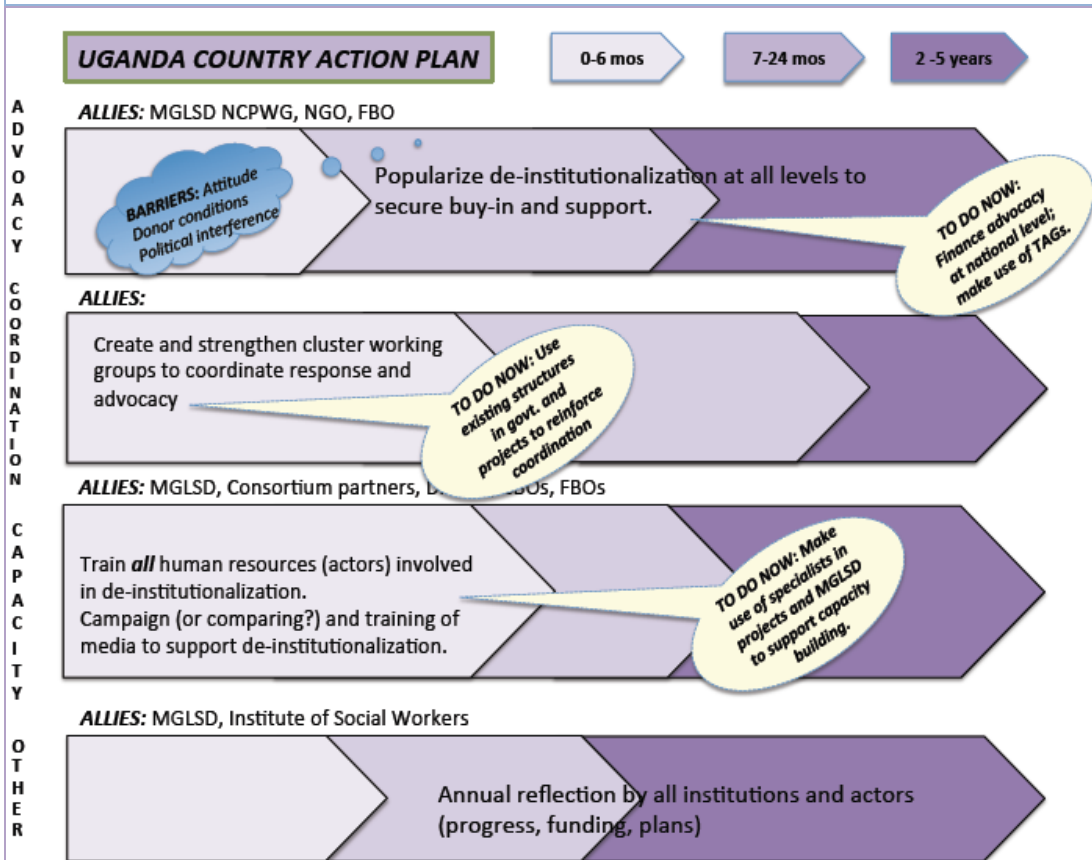 UGANDA COUNTRY ACTION PLAN
0-6 mos
7-24 mos
2 -5 years
ADVOACY
ALLIES: MGLSD NCPWG, NGO, FBO
BARRIERS: Attitude
Donor conditions
Political interference
Popularize de-institutionalization at all levels to
secure buy-in and support.
TO DO NOW:
Finance advocacy
at national level;
make use of TAGs.
COORDINATION
ALLIES:
Create and strengthen cluster working
groups to coordinate response and
advocacy
TO DO NOW: Use
existing structures
in govt. and
projects to reinforce
coordination
CAPACITY
ALLIES: MGLSD, Consortium partners, FBOs
Train all human resources (actors) involved
in de-institutionalization.
Campaign (or comparing?) and training of
media to support de-institutionalization.
TO DO NOW: Make
use of specialists in
projects and MGLSD
to support capacity
building.
OTHER
ALLIES: MGLSD, Institute of Social Workers
Annual reflection by all institutions and actors
(progress, funding, plans)